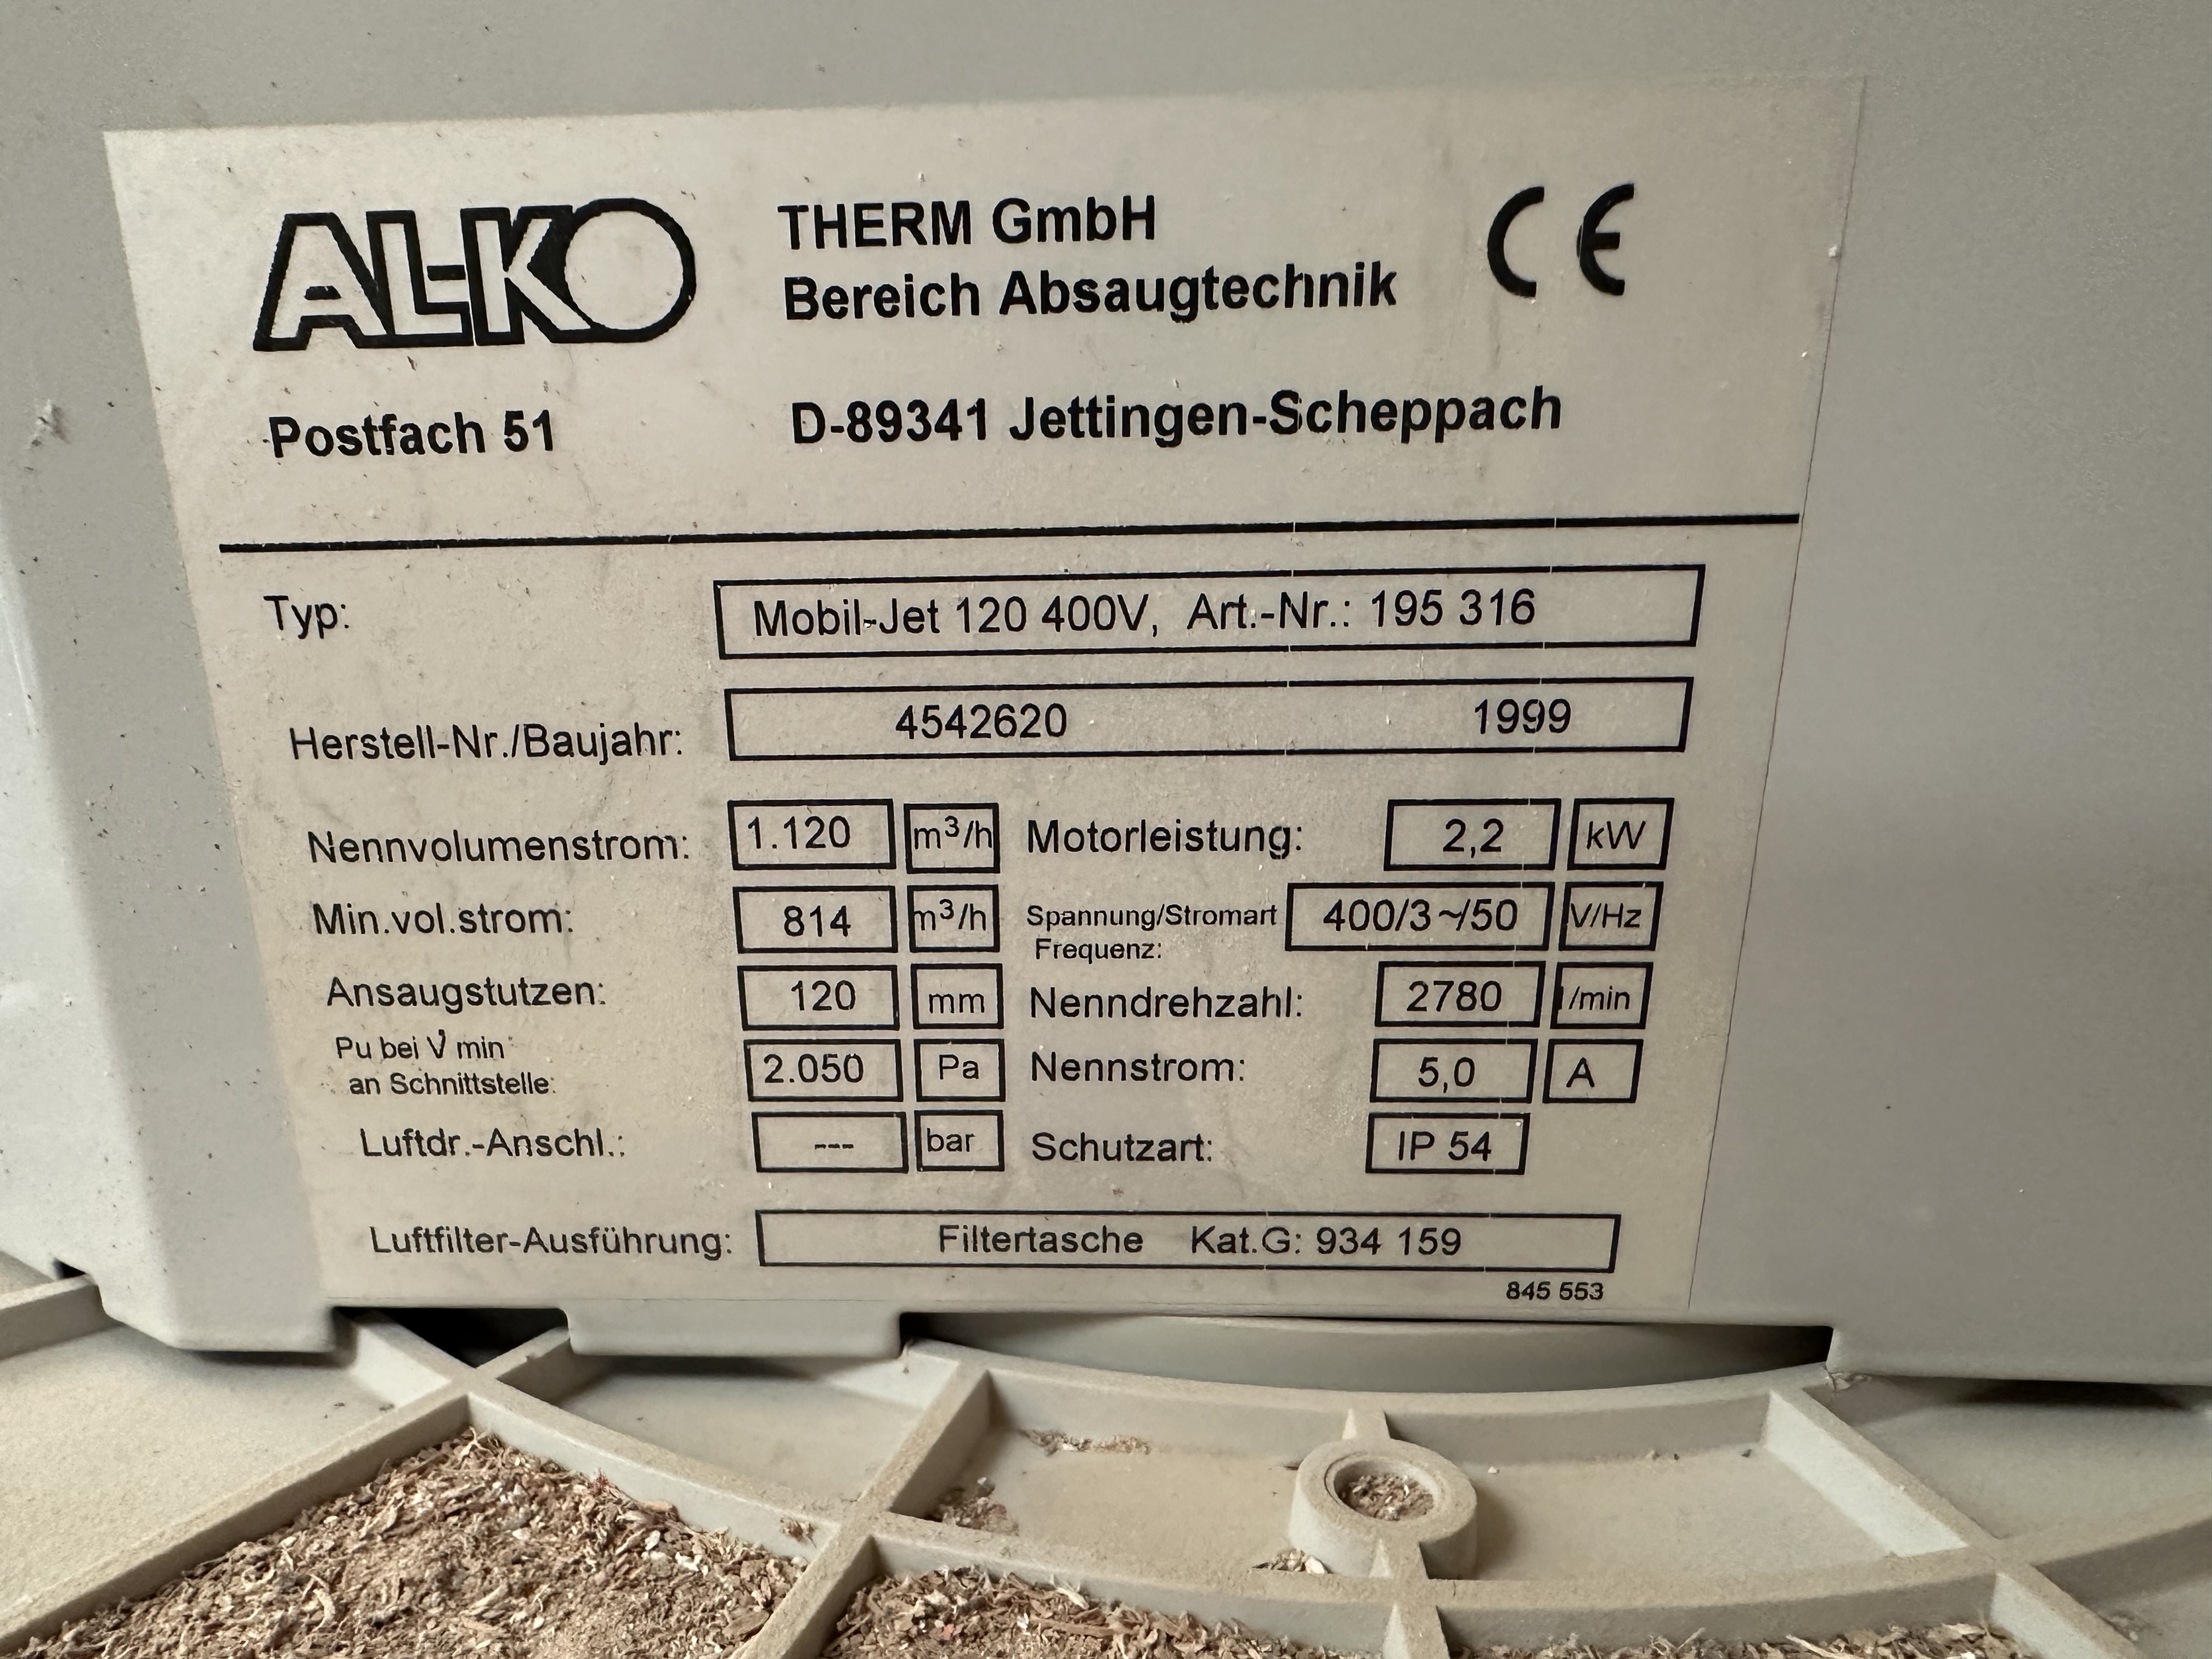 AL-KO THERM GmbH CE
Bereich Absaugtechnik
Postfach 51 D-89341 Jettingen-Scheppach
Typ: Mobil-Jet 120 400V, Art.-Nr.: 195 316
Herstell-Nr./Baujahr: 4542620 1999
Nennvolumenstrom: 1.120 m³/h Motorleistung: 2,2 kW
Min.vol.strom: 814 m³/h Spannung/Stromart 400/3~/50 V/Hz
Frequenz:
Ansaugstutzen: 120 mm Nenndrehzahl: 2780 1/min
Pu bei V̇ min
an Schnittstelle: 2.050 Pa Nennstrom: 5,0 A
Luftdr.-Anschl.: --- bar Schutzart: IP 54
Luftfilter-Ausführung: Filtertasche Kat.G: 934 159
845 553